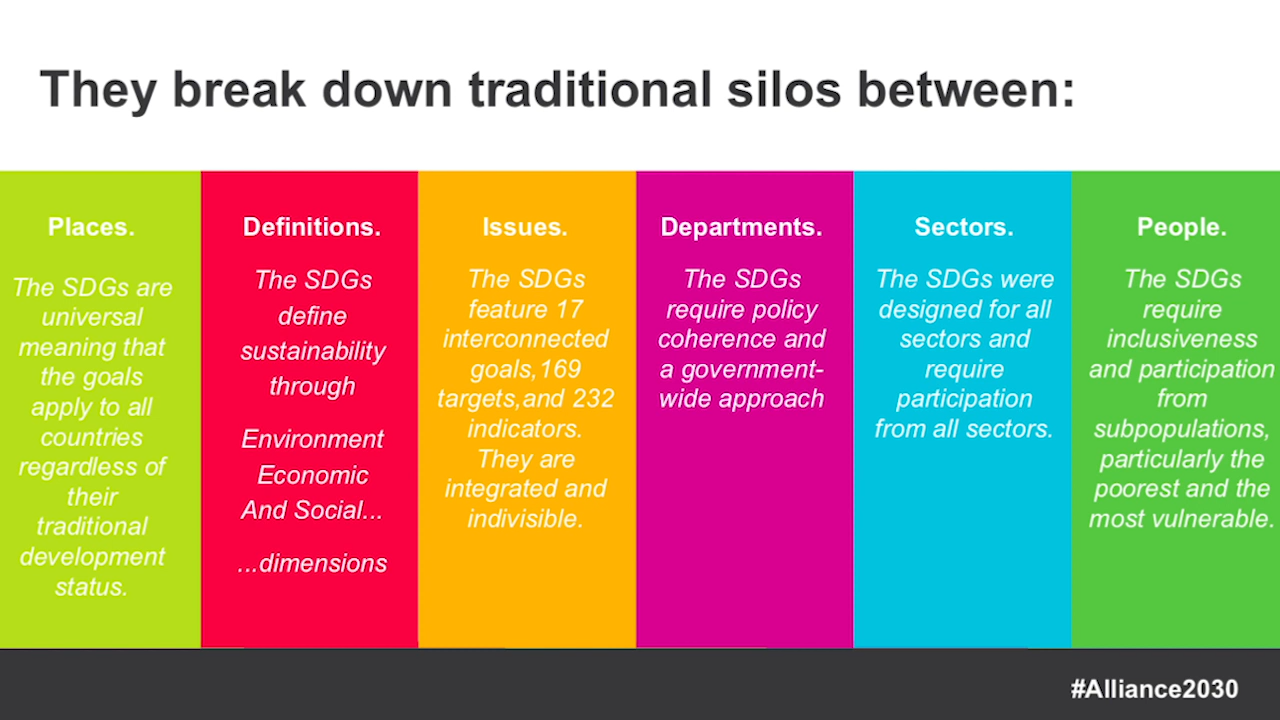 They break down traditional silos between:
Places.
The SDGs are
universal
meaning that
the goals
apply to all
countries
regardless of
their
traditional
development
status.
Definitions.
The SDGs
define
sustainability
through
Environment
Economic
And Social...
...dimensions
Issues.
The SDGs
feature 17
interconnected
goals,169
targets,and 232
indicators.
They are
integrated and
indivisible.
Departments.
The SDGs
require policy
coherence and
a government-
wide approach
Sectors.
The SDGs were
designed for all
sectors and
require
participation
from all sectors.
People.
The SDGs
require
inclusiveness
and participation
from
subpopulations,
particularly the
poorest and the
most vulnerable.
#Alliance2030